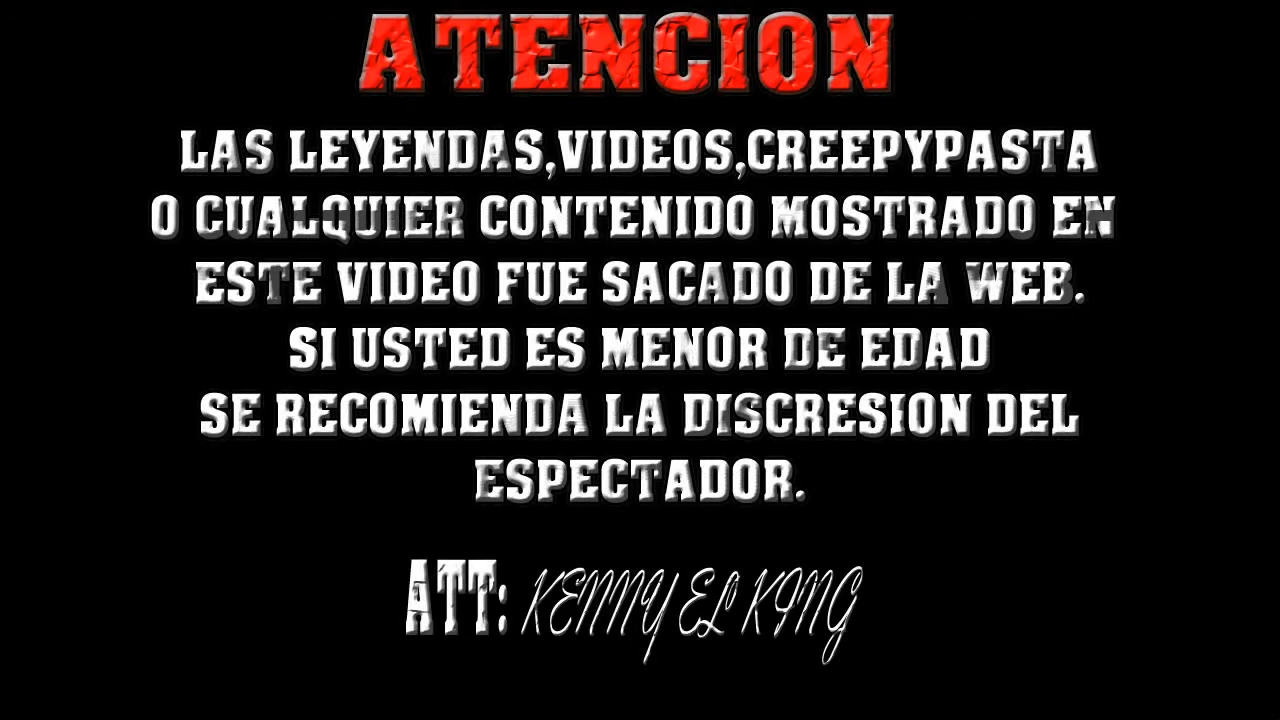 ATENCION
LAS LEYENDAS,VIDEOS,CREEPYPASTA
O CUALQUIER CONTENIDO MOSTRADO EN
ESTE VIDEO FUE SACADO DE LA WEB.
SI USTED ES MENOR DE EDAD
SE RECOMIENDA LA DISCRESION DEL
ESPECTADOR.
ATT: KENNY EL KING